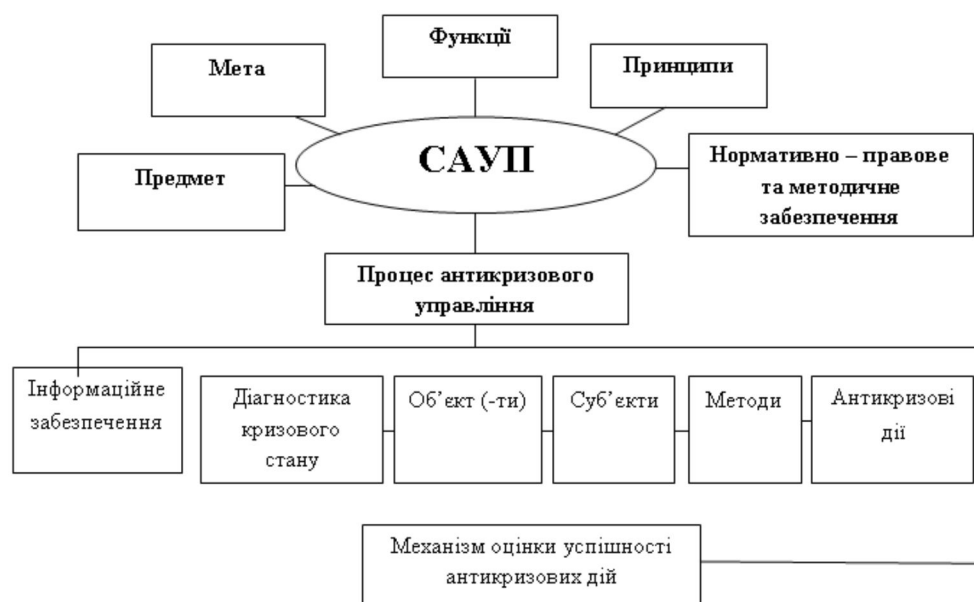 Функції
Мета
Принципи
САУП
Предмет
Нормативно – правове
та методичне
забезпечення
Процес антикризового
управління
Інформаційне
забезпечення
Діагностика
кризового
стану
Об’єкт (-ти)
Суб’єкти
Методи
Антикризові
дії
Механізм оцінки успішності
антикризових дій